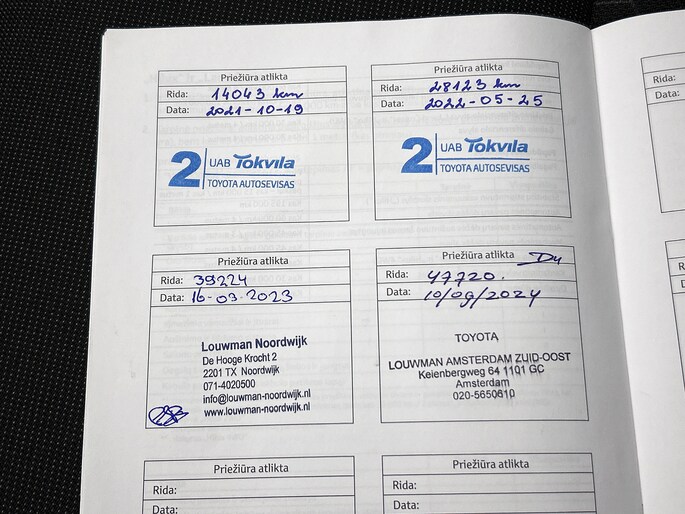 Priežiūra atlikta
Rida: 14043 km
Data: 2021-10-19
2 UAB Tokvila
TOYOTA AUTOSEVISAS
Priežiūra atlikta
Rida: 28123 km
Data: 2022-05-25
2 UAB Tokvila
TOYOTA AUTOSEVISAS
Priežiūra atlikta
Rida: 39224
Data: 16-03-2023
Louwman Noordwijk
De Hooge Krocht 2
2201 TX Noordwijk
071-4020500
info@louwman-noordwijk.nl
www.louwman-noordwijk.nl
Priežiūra atlikta
Rida: 47720.
Data: 10/09/2024
TOYOTA
LOUWMAN AMSTERDAM ZUID-OOST
Keienbergweg 64 1101 GC
Amsterdam
020-5650610
Priežiūra atlikta
Rida:
Data:
Priežiūra atlikta
Rida:
Data:
Rida:
Data: